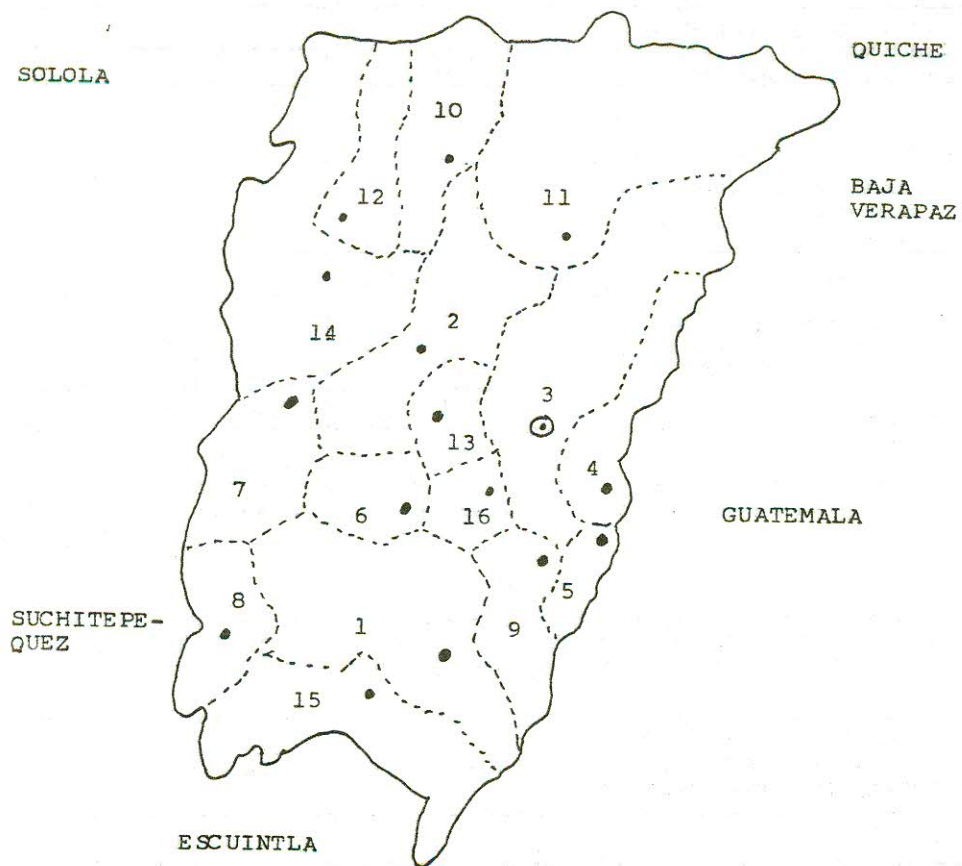 QUICHE
SOLOLA
10
12
11
BAJA
VERAPAZ
2
14
3
13
4
7
6
16
GUATEMALA
5
8
SUCHITEPE-
QUEZ
1
9
15
ESCUINTLA